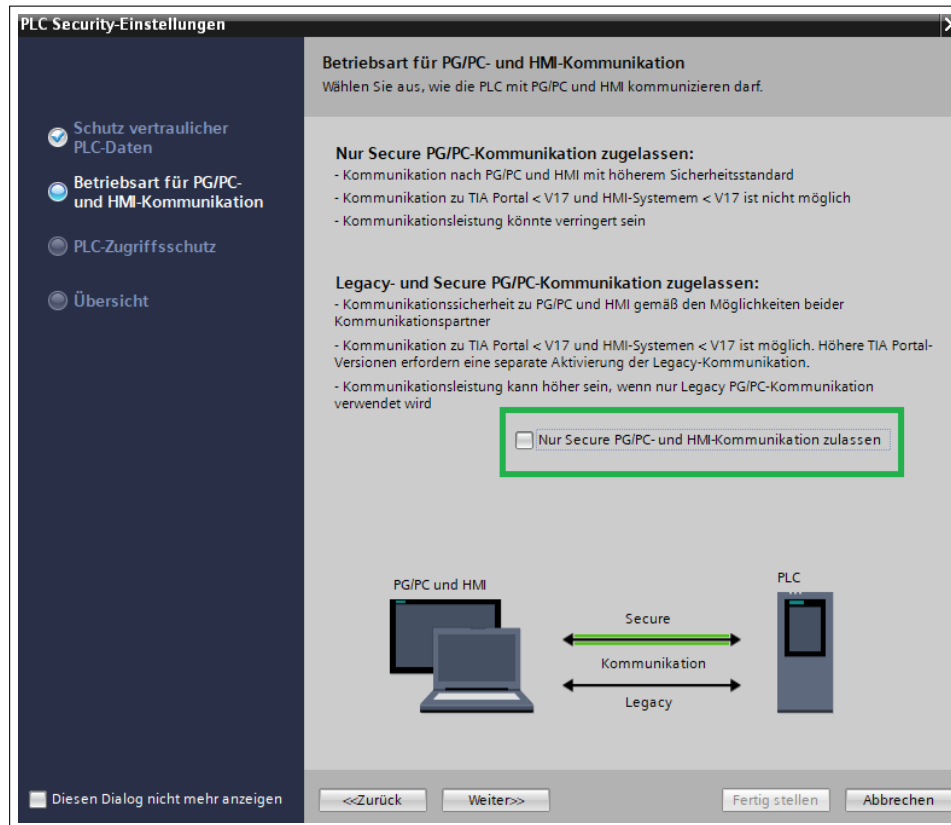 PLC Security-Einstellungen
Betriebsart für PG/PC- und HMI-Kommunikation
Wählen Sie aus, wie die PLC mit PG/PC und HMI kommunizieren darf.
Schutz vertraulicher
PLC-Daten
Betriebsart für PG/PC-
und HMI-Kommunikation
PLC-Zugriffsschutz
Übersicht
Nur Secure PG/PC-Kommunikation zugelassen:
- Kommunikation nach PG/PC und HMI mit höherem Sicherheitsstandard
- Kommunikation zu TIA Portal < V17 und HMI-Systemem < V17 ist nicht möglich
- Kommunikationsleistung könnte verringert sein
Legacy- und Secure PG/PC-Kommunikation zugelassen:
- Kommunikationssicherheit zu PG/PC und HMI gemäß den Möglichkeiten beider
Kommunikationspartner
- Kommunikation zu TIA Portal < V17 und HMI-Systemen < V17 ist möglich. Höhere TIA Portal-
Versionen erfordern eine separate Aktivierung der Legacy-Kommunikation.
- Kommunikationsleistung kann höher sein, wenn nur Legacy PG/PC-Kommunikation
verwendet wird
Nur Secure PG/PC- und HMI-Kommunikation zulassen
PG/PC und HMI
PLC
Secure
Kommunikation
Legacy
Diesen Dialog nicht mehr anzeigen
<<Zurück
Weiter>>
Fertig stellen
Abbrechen